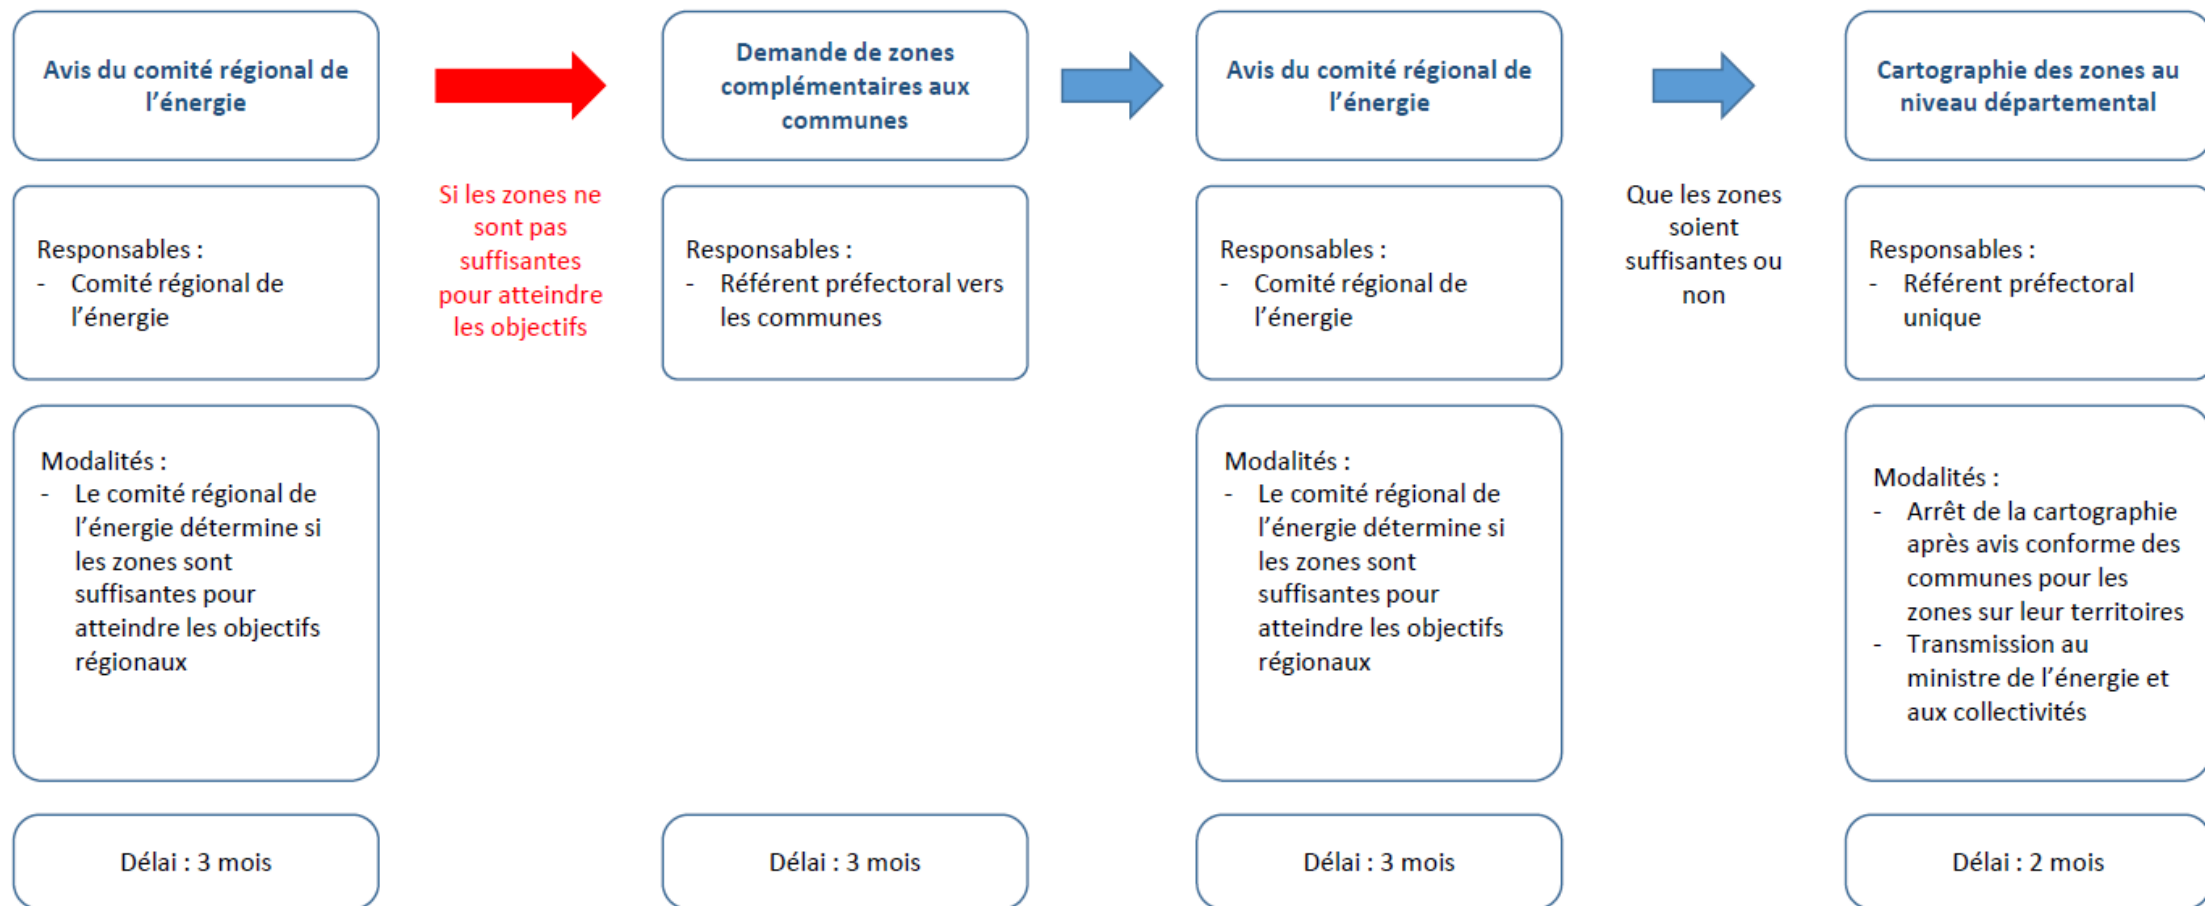 Avis du comité régional de
l'énergie
Demande de zones
complémentaires aux
communes
Avis du comité régional de
l'énergie
Cartographie des zones au
niveau départemental
Responsables :
- Comité régional de
l'énergie
Si les zones ne
sont pas
suffisantes
pour atteindre
les objectifs
Responsables :
- Référent préfectoral vers
les communes
Responsables :
- Comité régional de
l'énergie
Que les zones
soient
suffisantes ou
non
Responsables :
- Référent préfectoral
unique
Modalités :
- Le comité régional de
l'énergie détermine si
les zones sont
suffisantes pour
atteindre les objectifs
régionaux
Modalités :
- Le comité régional de
l'énergie détermine si
les zones sont
suffisantes pour
atteindre les objectifs
régionaux
Modalités :
- Arrêt de la cartographie
après avis conforme des
communes pour les
zones sur leur territoires
- Transmission au
ministre de l'énergie et
aux collectivités
Délai : 3 mois
Délai : 3 mois
Délai : 3 mois
Délai : 2 mois